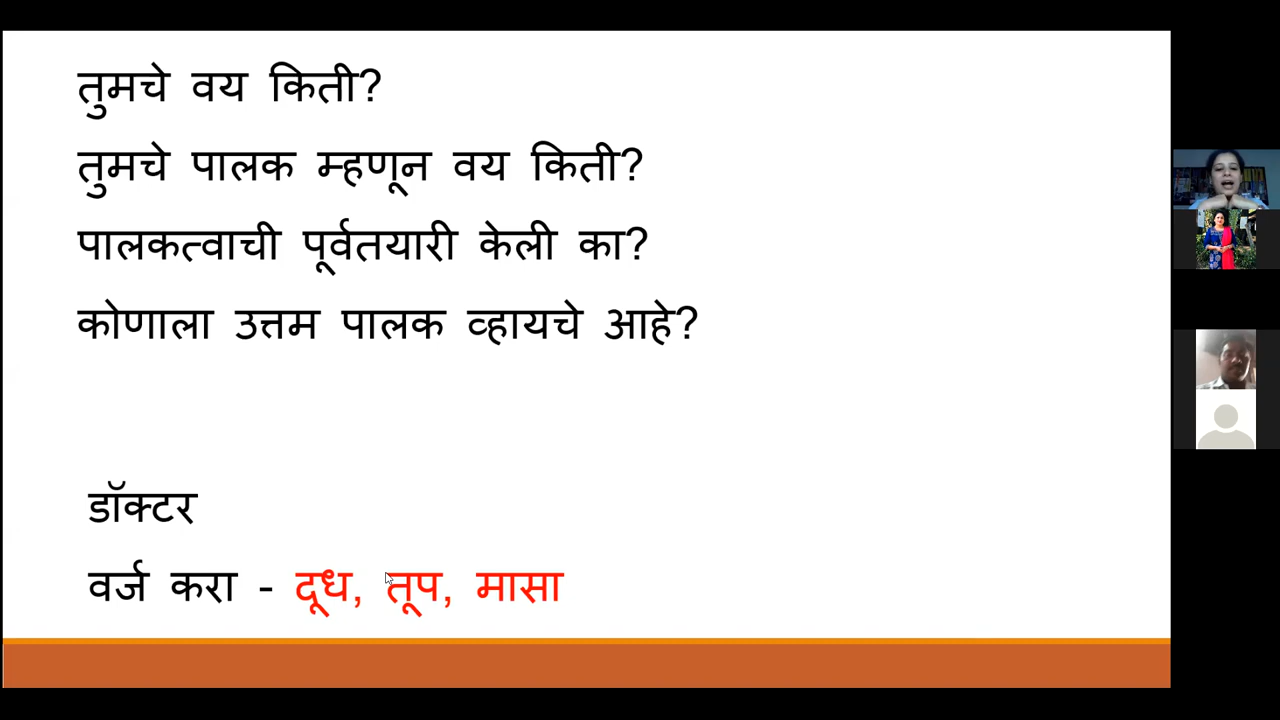 तुमचे वय किती?
तुमचे पालक म्हणून वय किती?
पालकत्वाची पूर्वतयारी केली का?
कोणाला उत्तम पालक व्हायचे आहे?
डॉक्टर
वर्ज करा - दूध, तूप, मासा